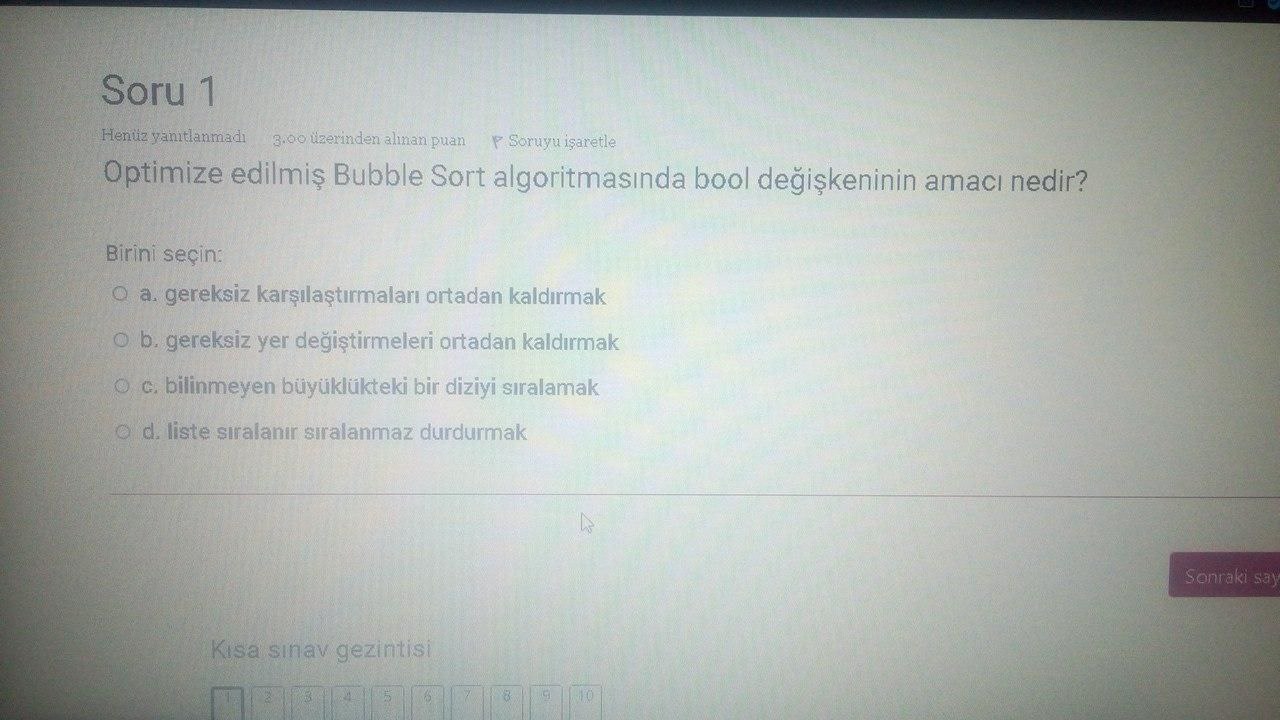 Soru 1
Henüz yanıtlanmadı 3.00 üzerinden alınan puan Soruyu işaretle
Optimize edilmiş Bubble Sort algoritmasında bool değişkeninin amacı nedir?
Birini seçin:
a. gereksiz karşılaştırmaları ortadan kaldırmak
b. gereksiz yer değiştirmeleri ortadan kaldırmak
c. bilinmeyen büyüklükteki bir diziyi sıralamak
d. liste sıralanır sıralanmaz durdurmak
Sonraki say
Kısa sınav gezintisi
1 2 3 4 5 6 7 8 9 10